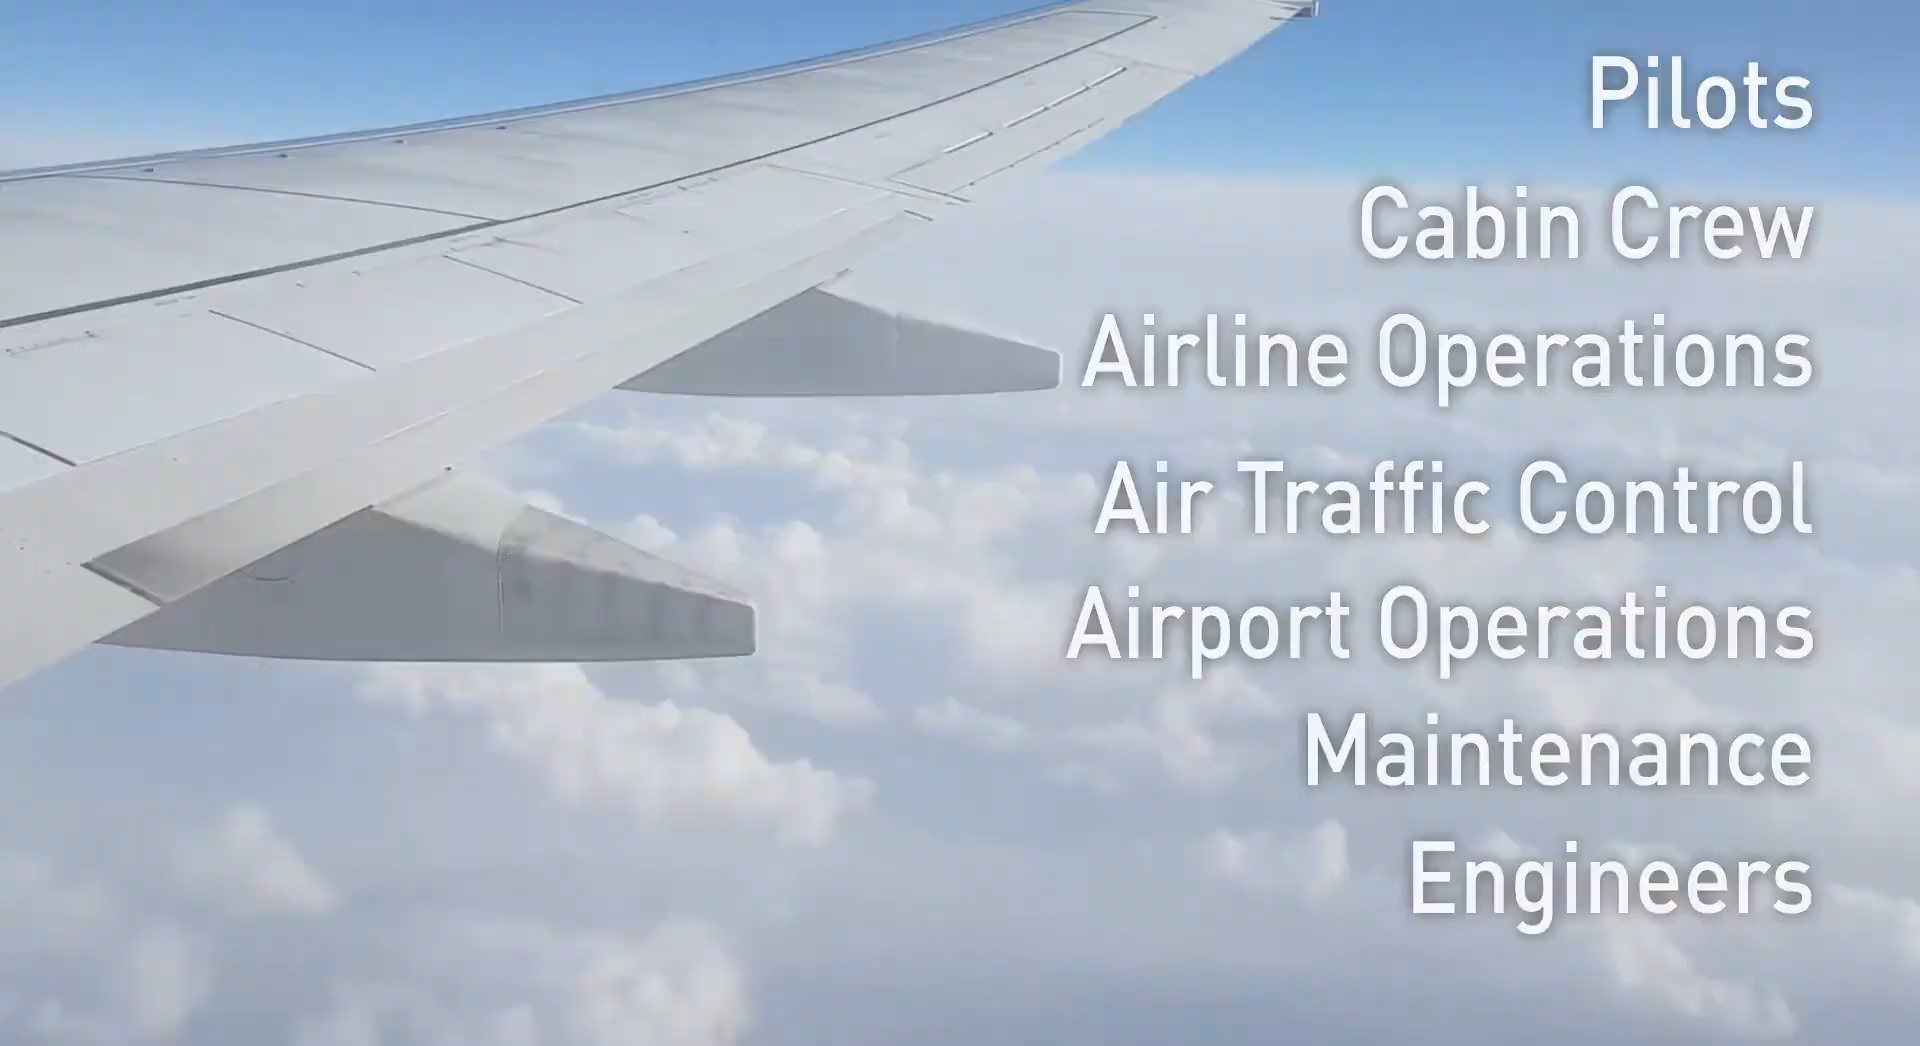 Pilots
Cabin Crew
Airline Operations
Air Traffic Control
Airport Operations
Maintenance
Engineers